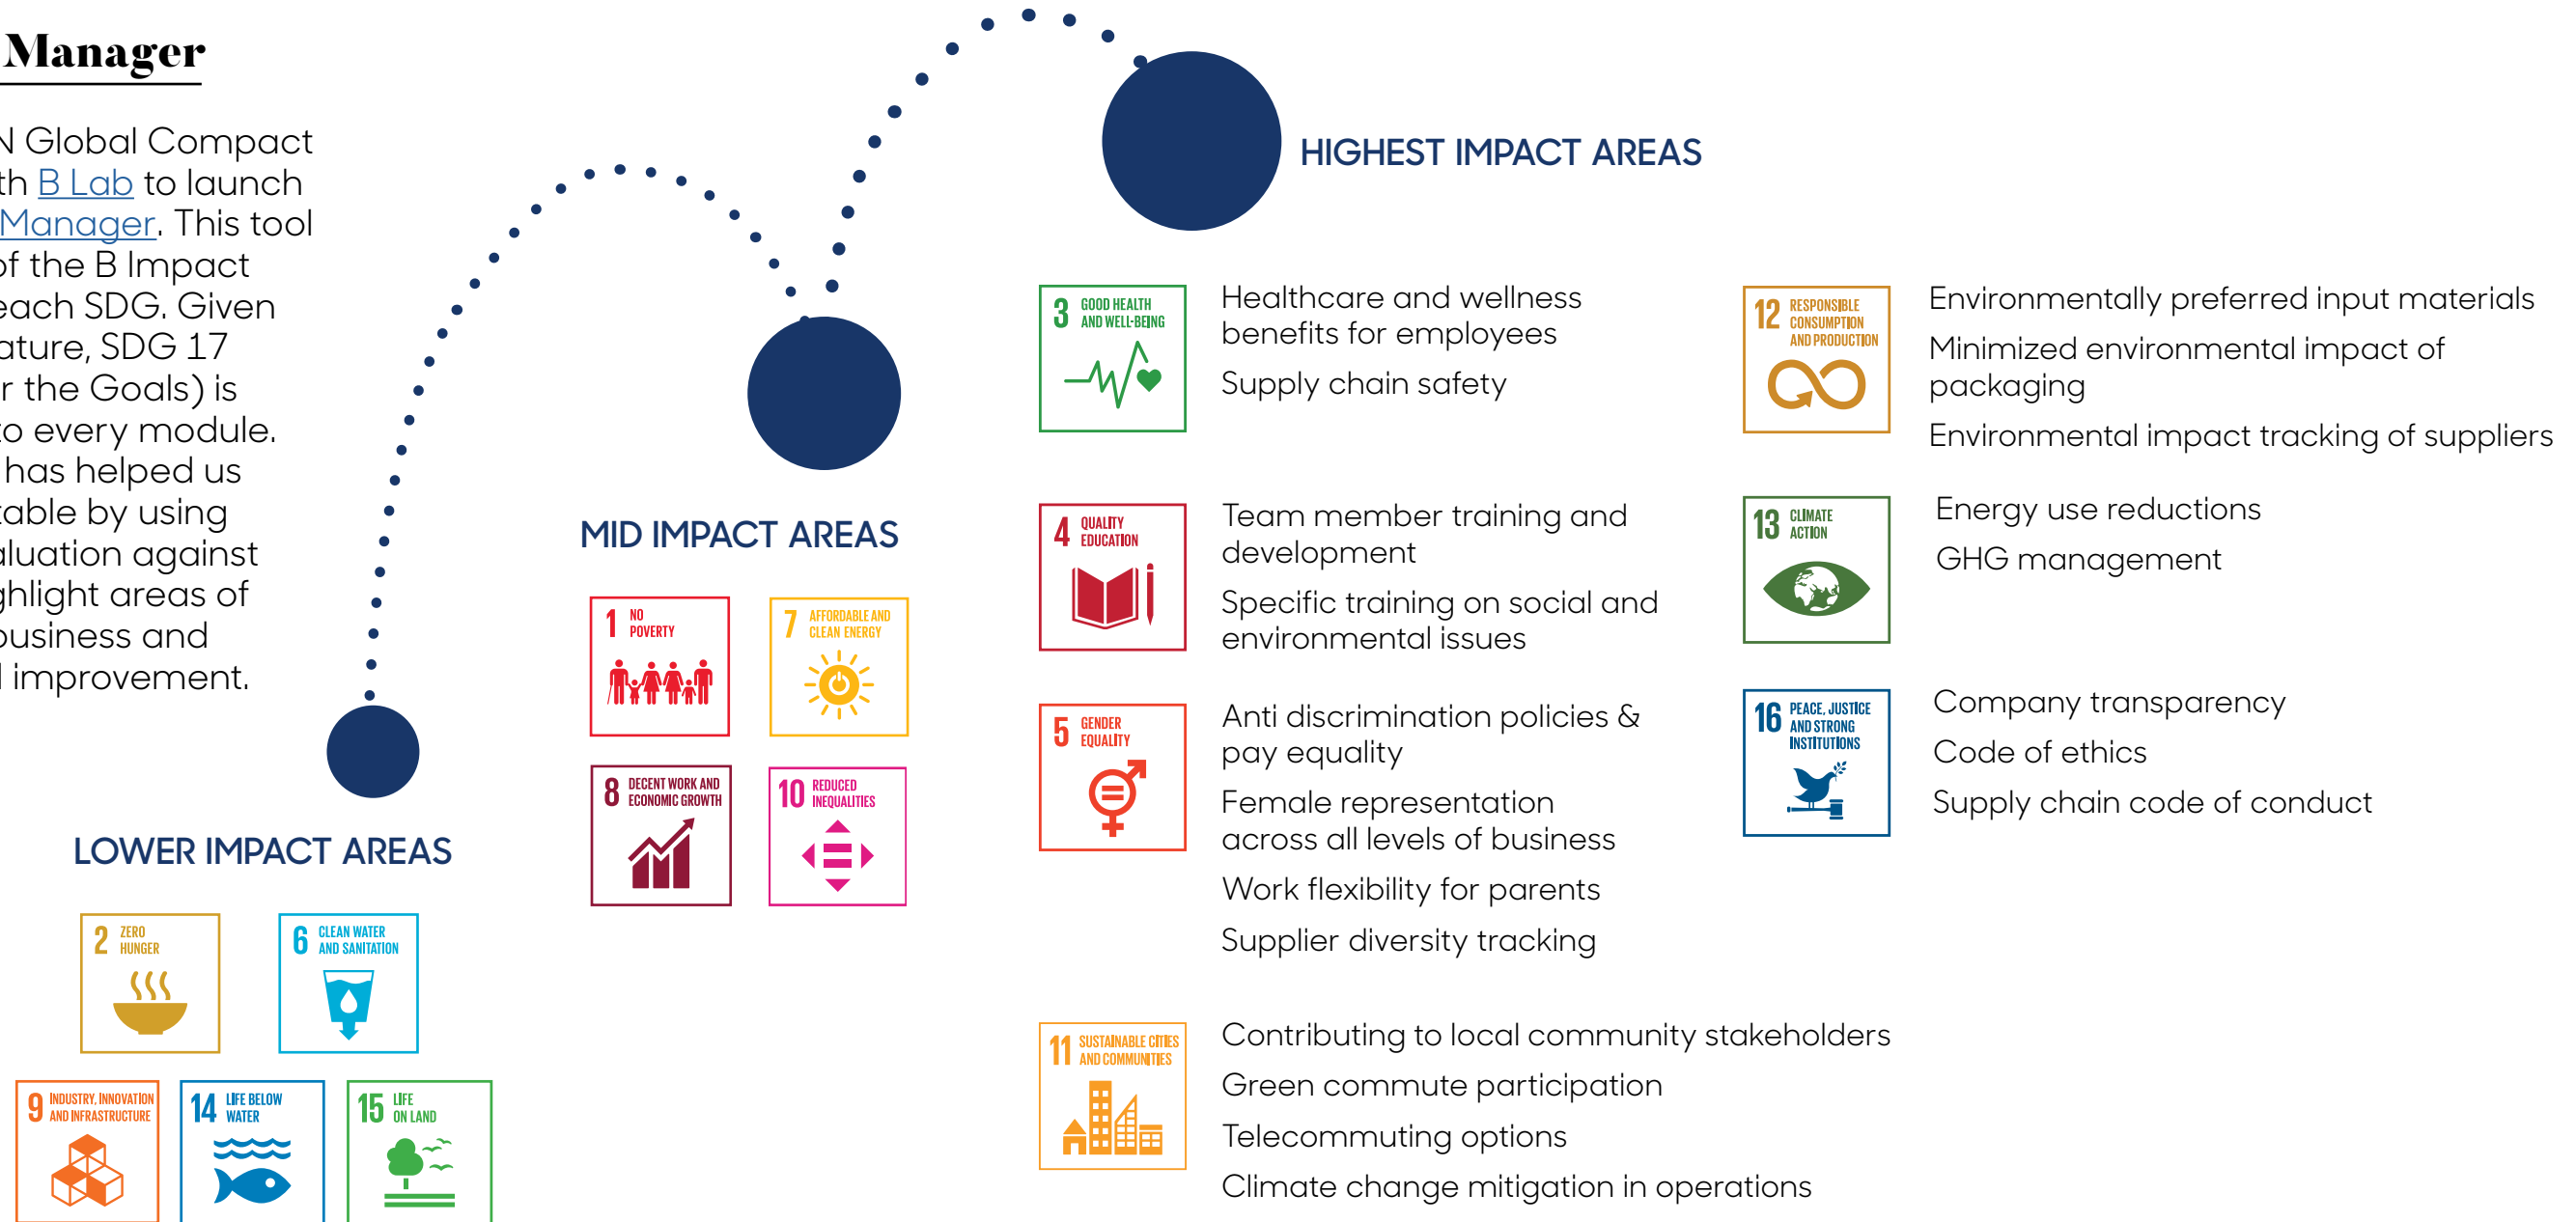 Manager
N Global Compact
th B Lab to launch
Manager. This tool
of the B Impact
each SDG. Given
ature, SDG 17
r the Goals) is
to every module.
has helped us
table by using
aluation against
ghlight areas of
business and
l improvement.
LOWER IMPACT AREAS
2 ZERO
HUNGER
6 CLEAN WATER
AND SANITATION
9 INDUSTRY, INNOVATION
AND INFRASTRUCTURE
14 LIFE BELOW
WATER
15 LIFE
ON LAND
MID IMPACT AREAS
1 NO
POVERTY
7 AFFORDABLE AND
CLEAN ENERGY
8 DECENT WORK AND
ECONOMIC GROWTH
10 REDUCED
INEQUALITIES
HIGHEST IMPACT AREAS
3 GOOD HEALTH
AND WELL-BEING
Healthcare and wellness
benefits for employees
Supply chain safety
4 QUALITY
EDUCATION
Team member training and
development
Specific training on social and
environmental issues
5 GENDER
EQUALITY
Anti discrimination policies &
pay equality
Female representation
across all levels of business
Work flexibility for parents
Supplier diversity tracking
11 SUSTAINABLE CITIES
AND COMMUNITIES
Contributing to local community stakeholders
Green commute participation
Telecommuting options
Climate change mitigation in operations
12 RESPONSIBLE
CONSUMPTION
AND PRODUCTION
Environmentally preferred input materials
Minimized environmental impact of
packaging
Environmental impact tracking of suppliers
13 CLIMATE
ACTION
Energy use reductions
GHG management
16 PEACE, JUSTICE
AND STRONG
INSTITUTIONS
Company transparency
Code of ethics
Supply chain code of conduct